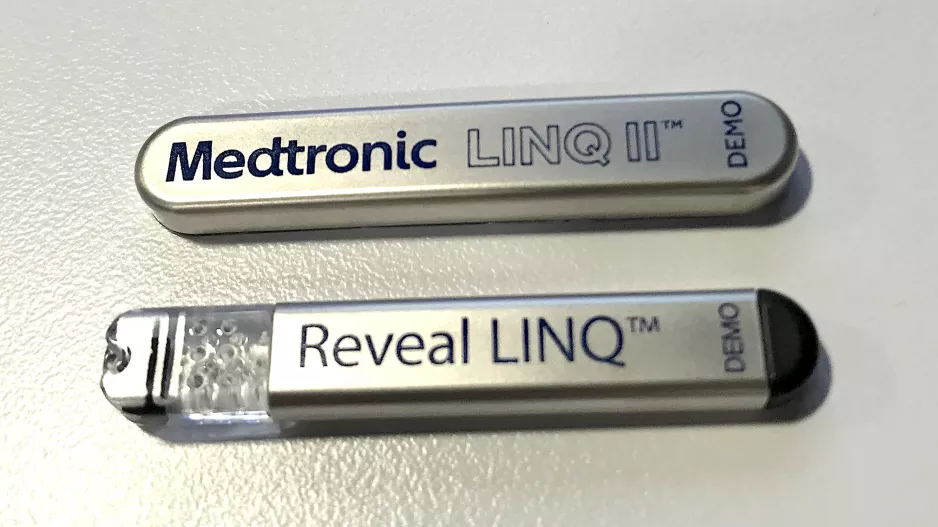 Medtronic LINQ II™ DEMO
Reveal LINQ™ DEMO